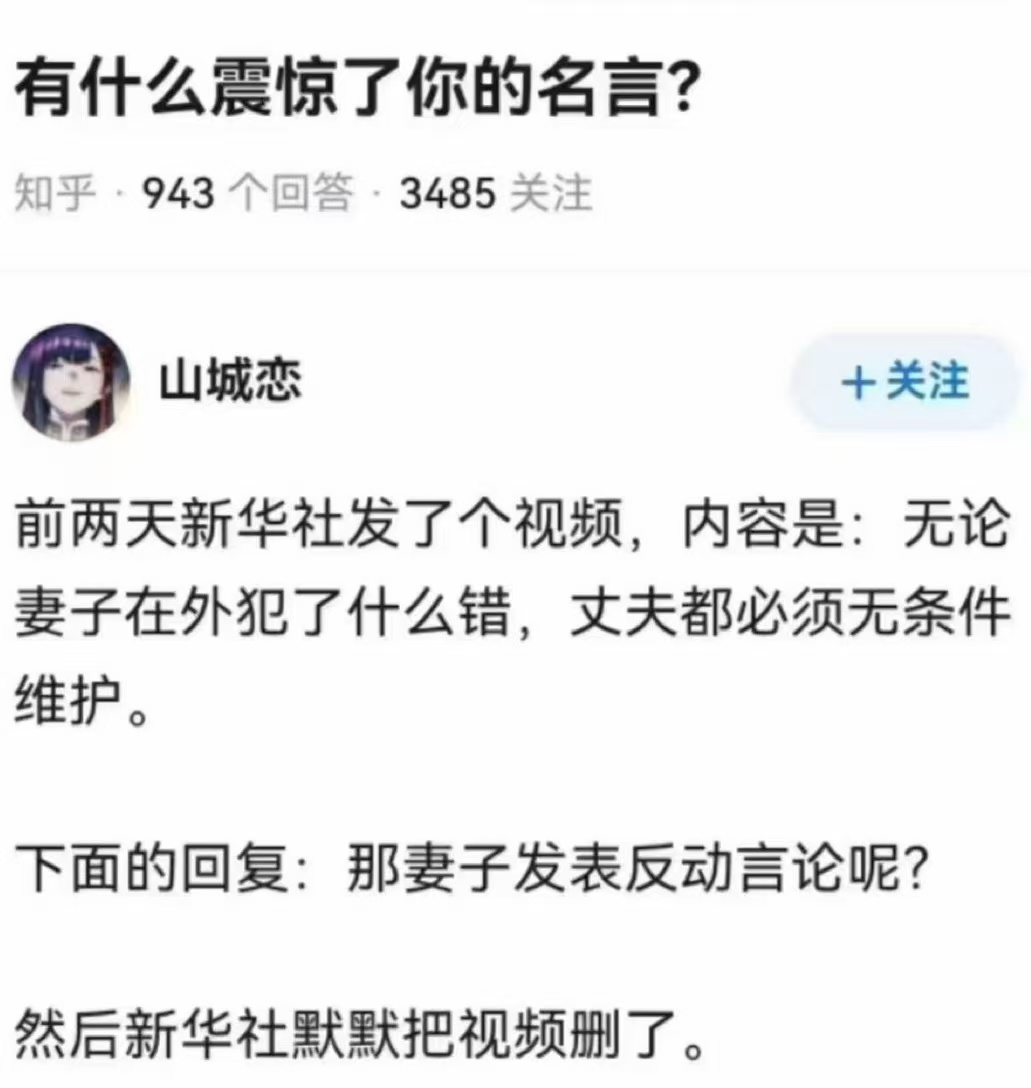 有什么震惊了你的名言?
知乎 · 943 个回答 · 3485 关注
山城恋
+关注
前两天新华社发了个视频，内容是：无论
妻子在外犯了什么错，丈夫都必须无条件
维护。
下面的回复：那妻子发表反动言论呢?
然后新华社默默把视频删了。